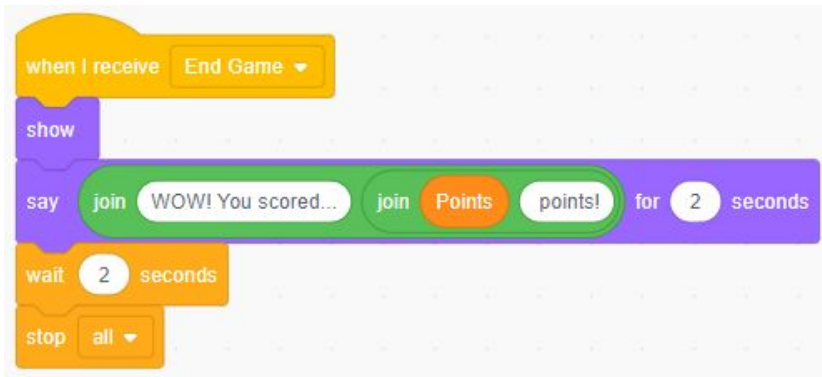 when I receive End Game
show
say join WOW! You scored... join Points points! for 2 seconds
wait 2 seconds
stop all